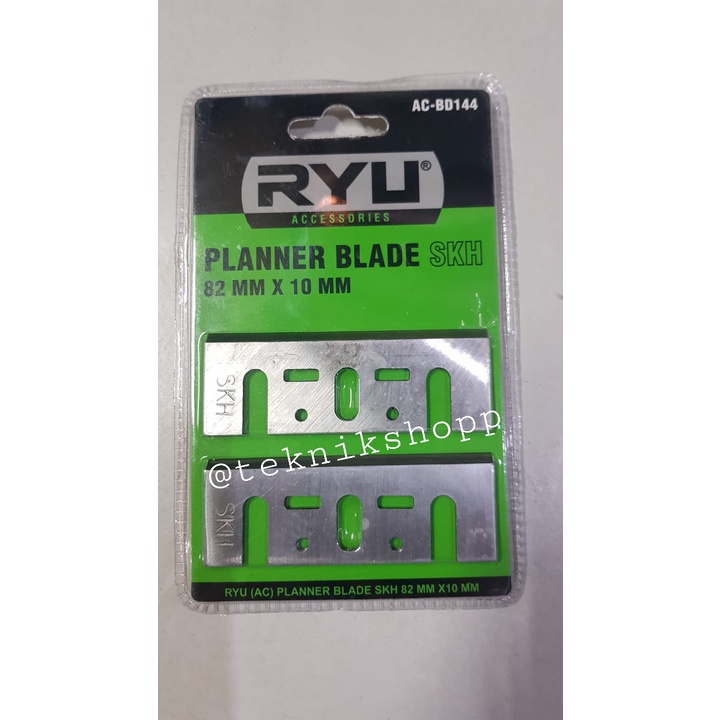 AC-BD144
RYU®
ACCESSORIES
PLANNER BLADE SKH
82 MM X 10 MM
SKH
@teknikshopp
SKH
RYU (AC) PLANNER BLADE SKH 82 MM X10 MM